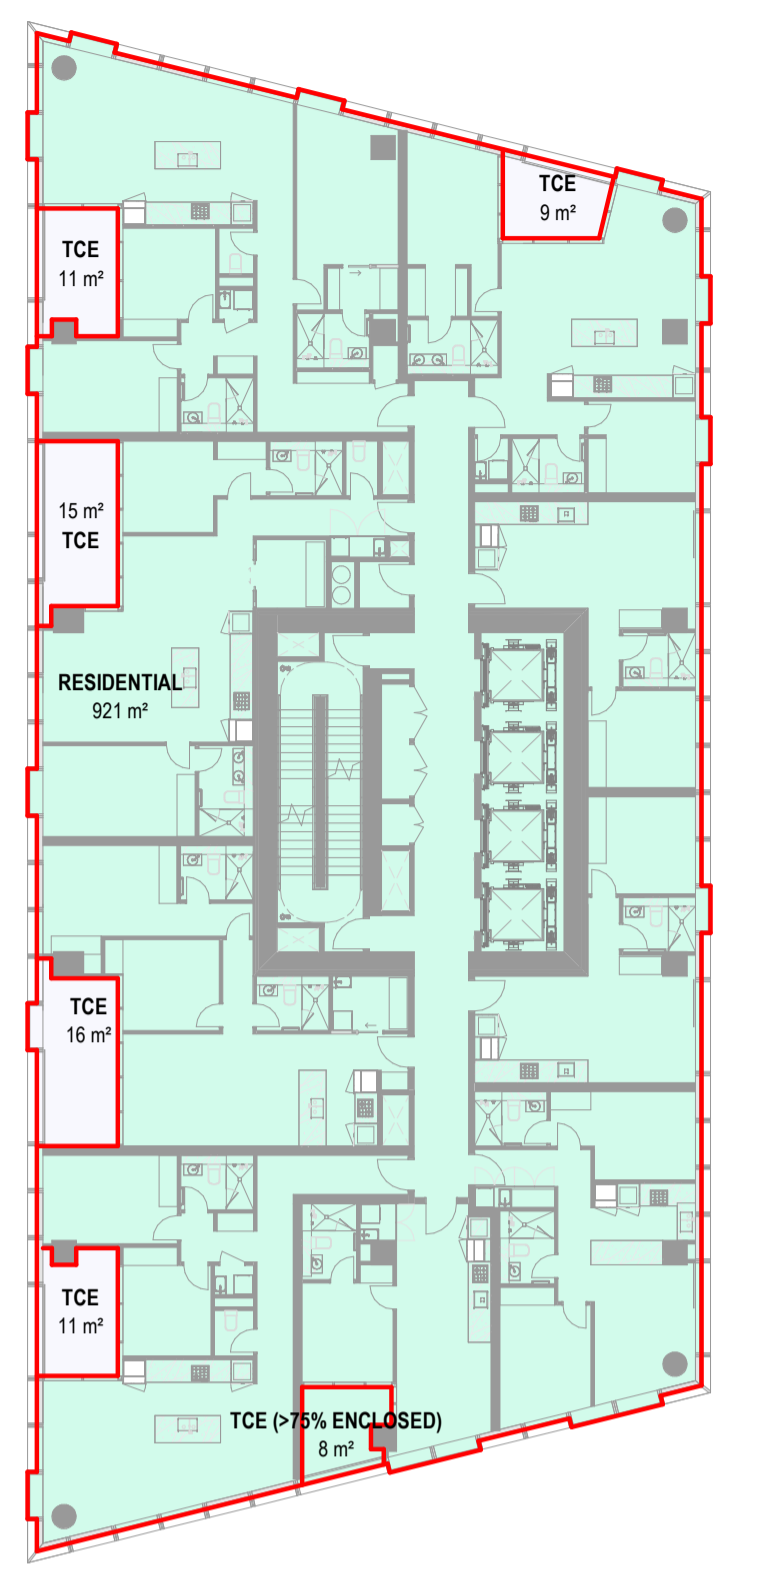 TCE
9 m²
TCE
11 m²
15 m²
TCE
RESIDENTIAL
921 m²
TCE
16 m²
TCE
11 m²
TCE (>75% ENCLOSED)
8 m²